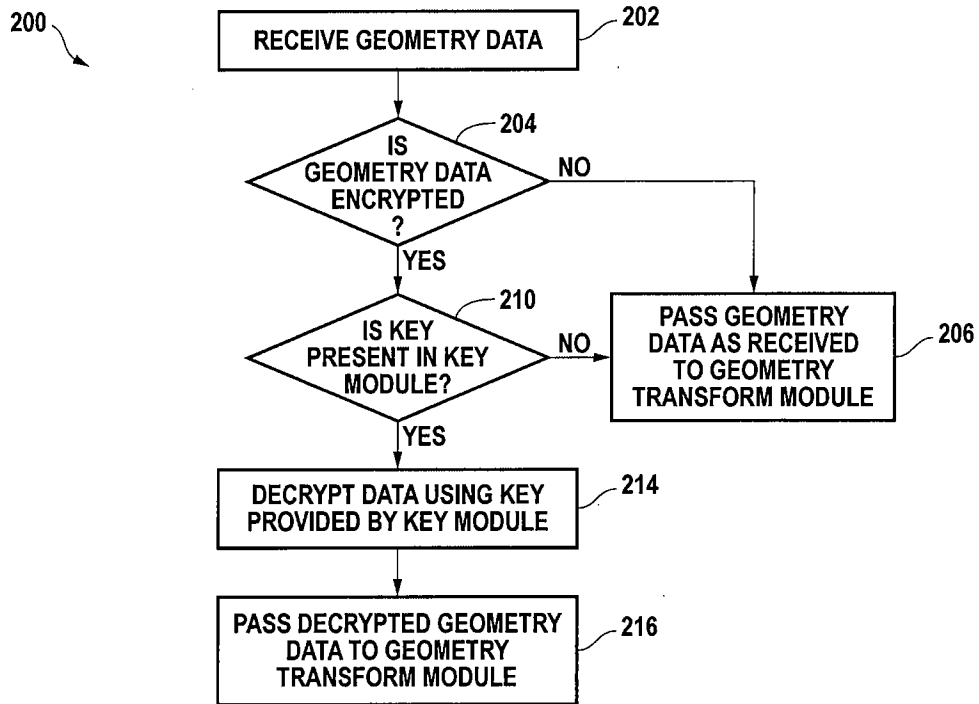 200
RECEIVE GEOMETRY DATA
202
IS
GEOMETRY DATA
ENCRYPTED
?
204
NO
YES
IS KEY
PRESENT IN KEY
MODULE?
210
NO
PASS GEOMETRY
DATA AS RECEIVED
TO GEOMETRY
TRANSFORM MODULE
206
YES
DECRYPT DATA USING KEY
PROVIDED BY KEY MODULE
214
PASS DECRYPTED GEOMETRY
DATA TO GEOMETRY
TRANSFORM MODULE
216